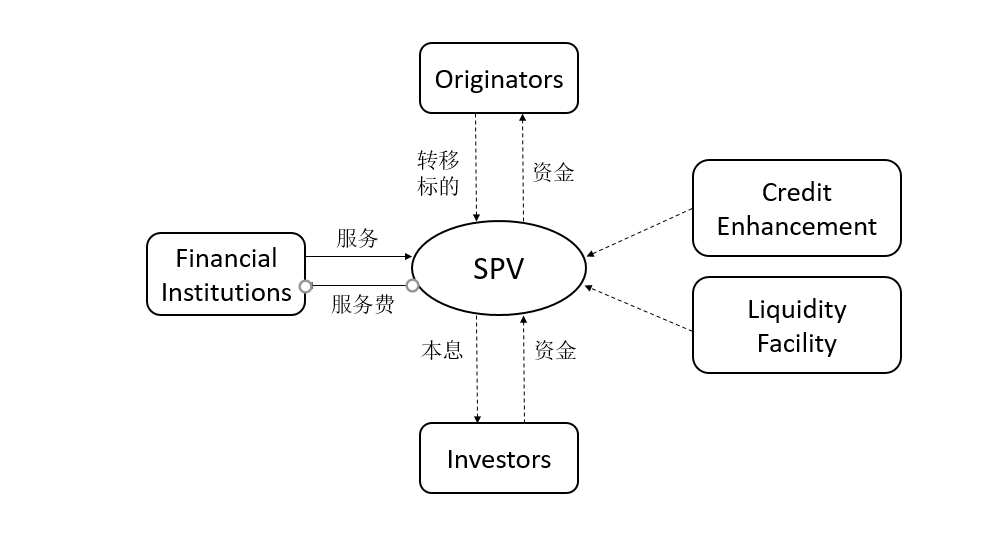 Originators
转移
标的
资金
Credit
Enhancement
服务
Financial
Institutions
SPV
服务费
Liquidity
Facility
本息
资金
Investors